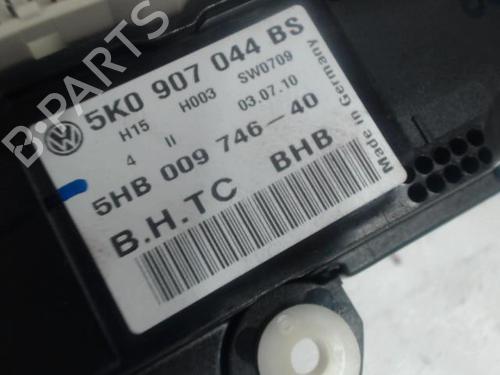 B-PARTS
5K0 907 044 BS
H15 H003 SW0709
4 II 03.07.10
5HB 009 746-40
B.H.TC BHB
Made in Germany